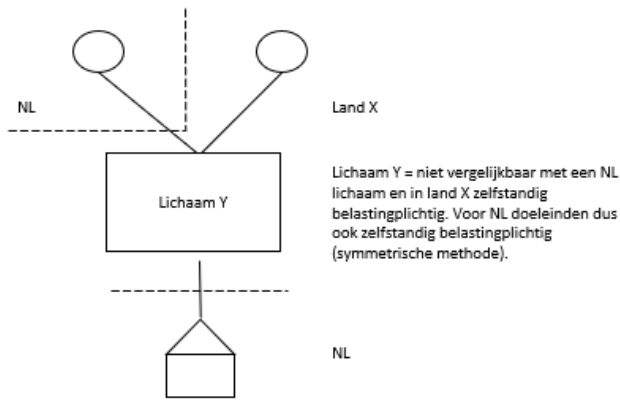 NL
Land X
Lichaam Y
Lichaam Y = niet vergelijkbaar met een NL
lichaam en in land X zelfstandig
belastingplichtig. Voor NL doeleinden dus
ook zelfstandig belastingplichtig
(symmetrische methode).
NL